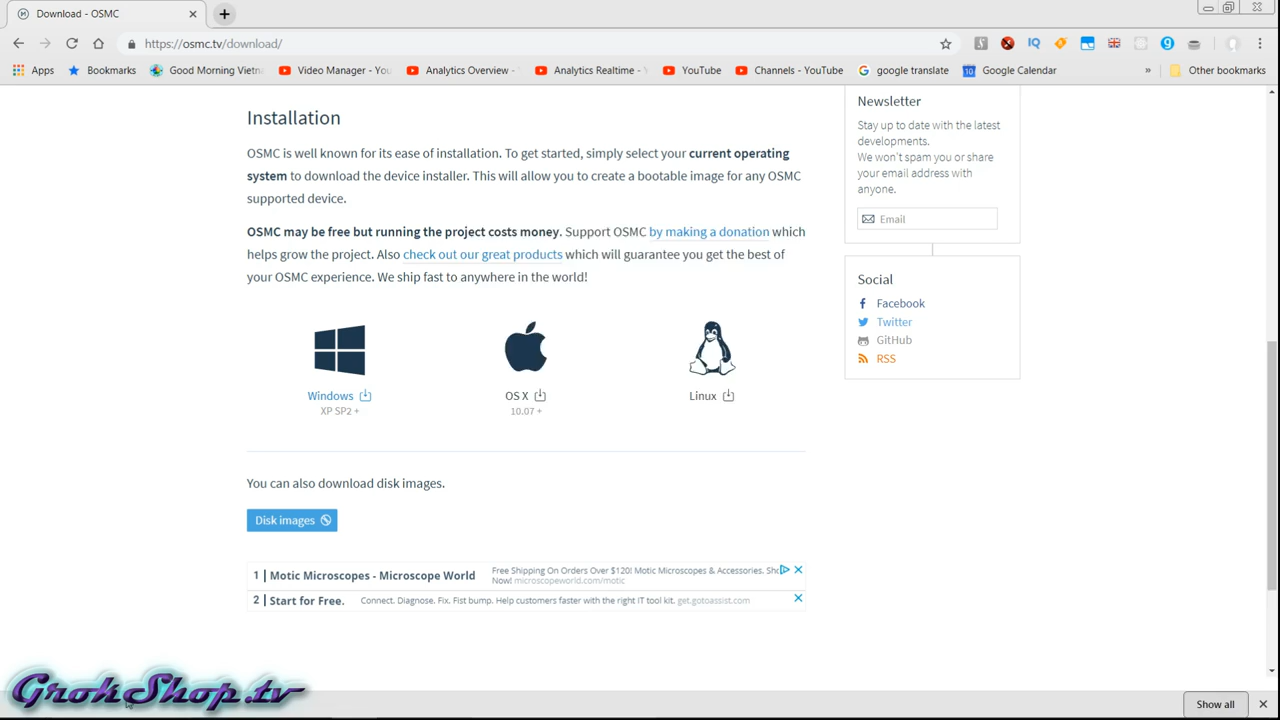 Download - OSMC
https://osmc.tv/download/
Apps
Bookmarks
Good Morning Vietn
Video Manager - You
Analytics Overview -
Analytics Realtime -
YouTube
Channels - YouTube
google translate
Google Calendar
»
Other bookmarks
Installation
OSMC is well known for its ease of installation. To get started, simply select your current operating
system to download the device installer. This will allow you to create a bootable image for any OSMC
supported device.
OSMC may be free but running the project costs money. Support OSMC by making a donation which
helps grow the project. Also check out our great products which will guarantee you get the best of
your OSMC experience. We ship fast to anywhere in the world!
Windows
XP SP2 +
OS X
10.07 +
Linux
You can also download disk images.
Disk images
1 | Motic Microscopes - Microscope World
Free Shipping On Orders Over $120! Motic Microscopes & Accessories. Sho
Now! microscopeworld.com/motic
2 | Start for Free.
Connect. Diagnose. Fix. Fist bump. Help customers faster with the right IT tool kit. get.gotoassist.com
Newsletter
Stay up to date with the latest
developments.
We won't spam you or share
your email address with
anyone.
Email
Social
Facebook
Twitter
GitHub
RSS
GrokShop.tv
Show all